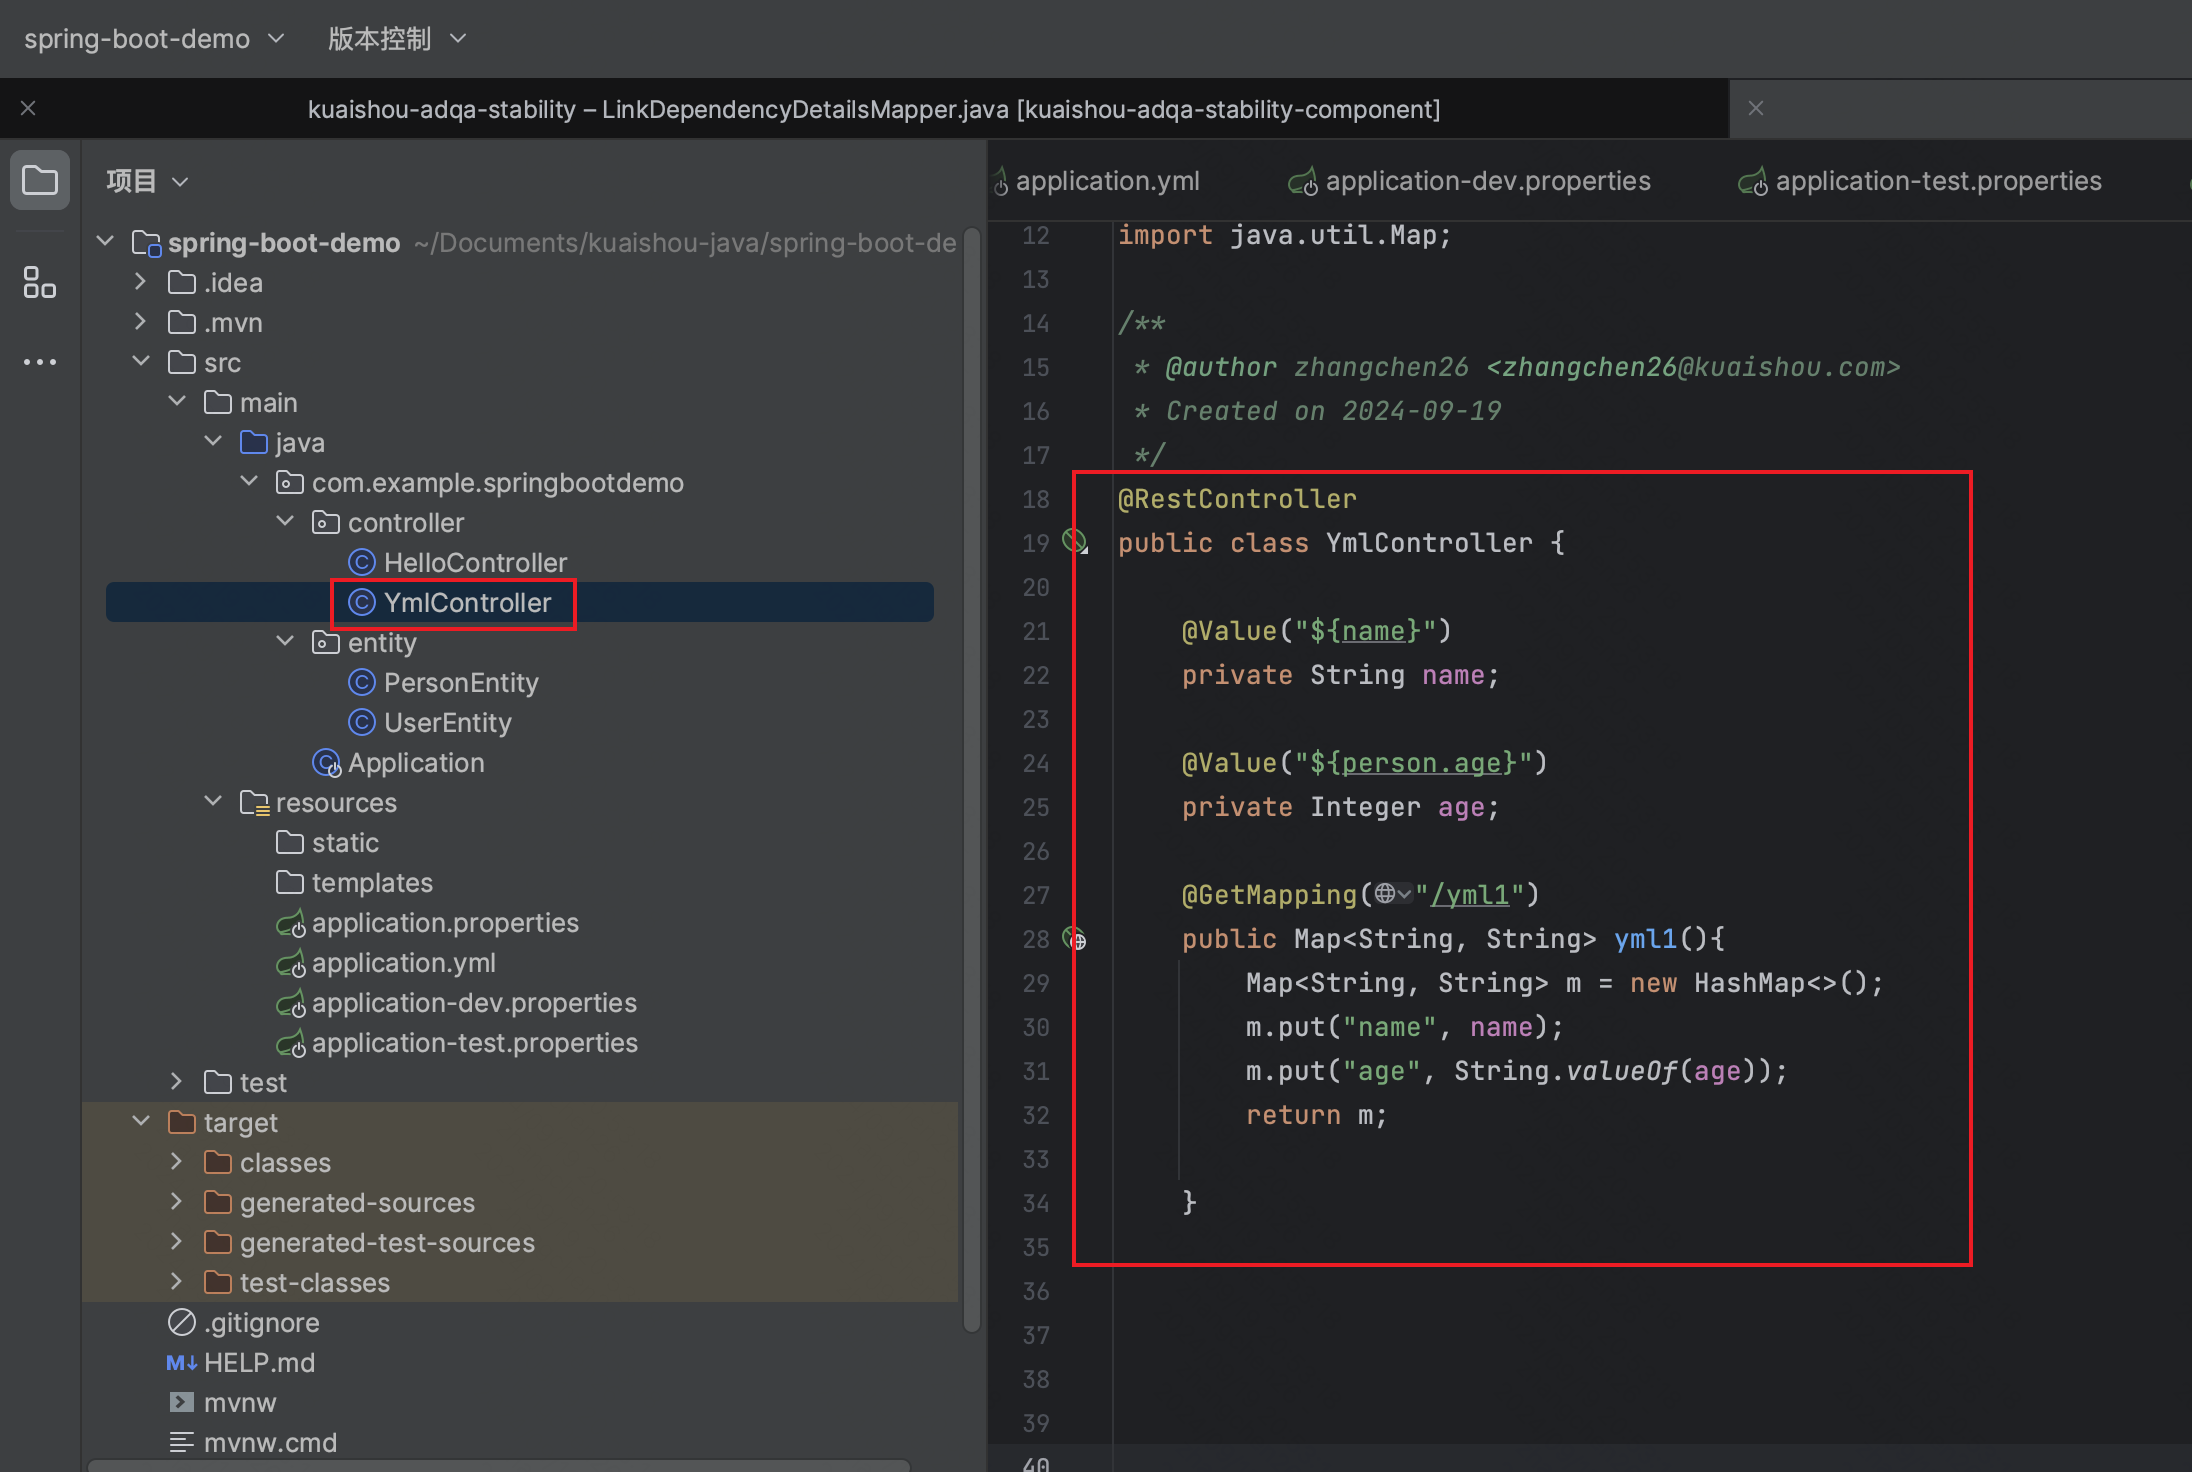 spring-boot-demo 版本控制
kuaishou-adqa-stability – LinkDependencyDetailsMapper.java [kuaishou-adqa-stability-component]
项目
spring-boot-demo ~/Documents/kuaishou-java/spring-boot-de
.idea
.mvn
src
main
java
com.example.springbootdemo
controller
HelloController
YmlController
entity
PersonEntity
UserEntity
Application
resources
static
templates
application.properties
application.yml
application-dev.properties
application-test.properties
test
target
classes
generated-sources
generated-test-sources
test-classes
.gitignore
M↓ HELP.md
mvnw
mvnw.cmd
application.yml application-dev.properties application-test.properties
12 import java.util.Map;
13
14 /**
15 * @author zhangchen26 <zhangchen26@kuaishou.com>
16 * Created on 2024-09-19
17 */
18 @RestController
19 public class YmlController {
20
21 @Value("${name}")
22 private String name;
23
24 @Value("${person.age}")
25 private Integer age;
26
27 @GetMapping("/yml1")
28 public Map<String, String> yml1(){
29 Map<String, String> m = new HashMap<>();
30 m.put("name", name);
31 m.put("age", String.valueOf(age));
32 return m;
33
34 }
35
36
37
38
39
40